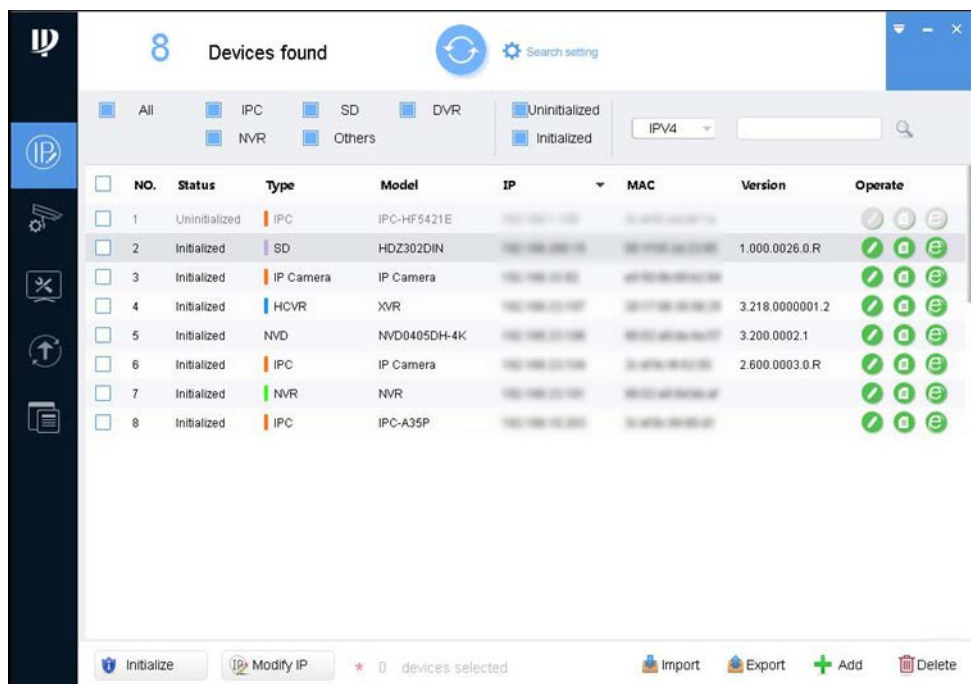 8 Devices found Search setting
All IPC SD DVR Uninitialized
NVR Others Initialized IPV4
NO. Status Type Model IP MAC Version Operate
1 Uninitialized IPC IPC-HF5421E
2 Initialized SD HDZ302DIN 1.000.0026.0.R
3 Initialized IP Camera IP Camera
4 Initialized HCVR XVR 3.218.0000001.2
5 Initialized NVD NVD0405DH-4K 3.200.0002.1
6 Initialized IPC IP Camera 2.600.0003.0.R
7 Initialized NVR NVR
8 Initialized IPC IPC-A35P
Initialize IP Modify IP * 0 devices selected Import Export Add Delete